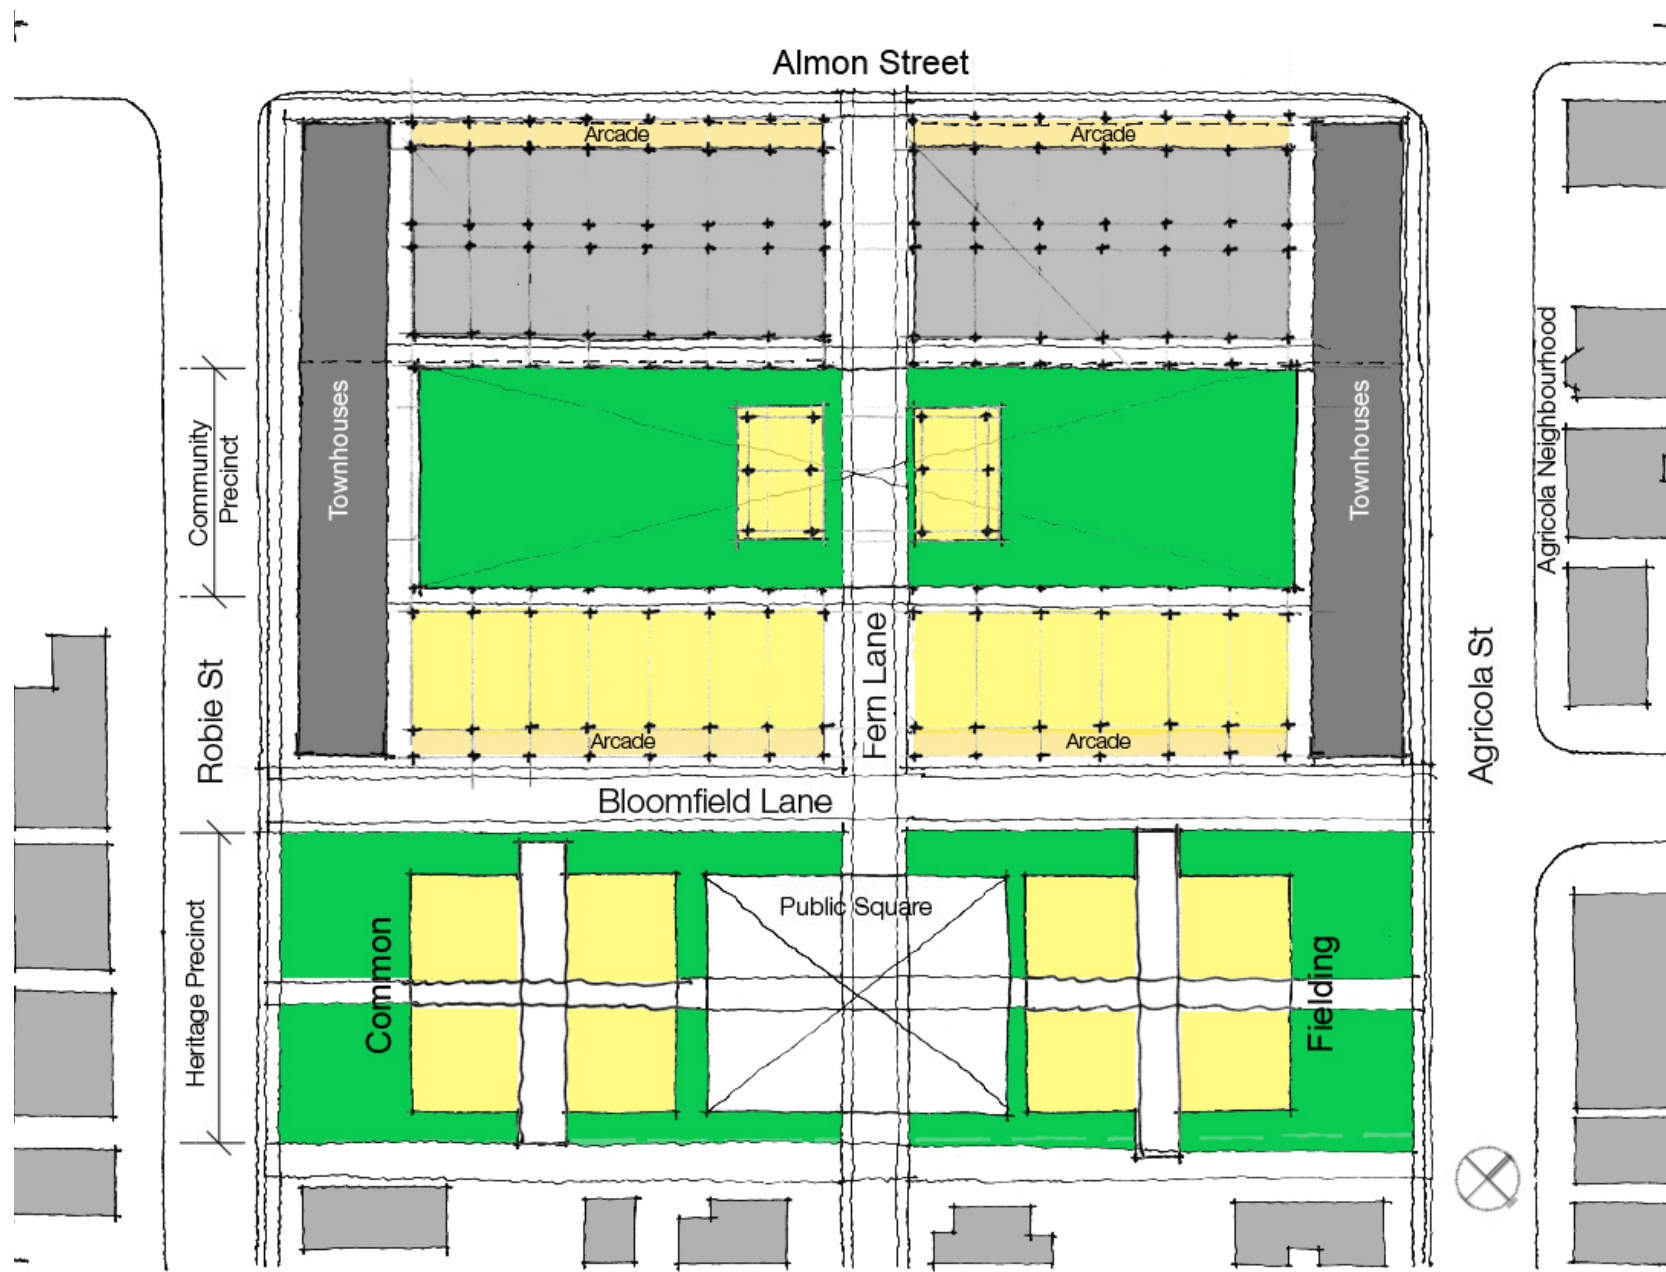 Almon Street
Arcade
Arcade
Community
Precinct
Townhouses
Townhouses
Agricola Neighbourhood
Robie St
Fern Lane
Agricola St
Arcade
Arcade
Bloomfield Lane
Heritage Precinct
Common
Public Square
Fielding